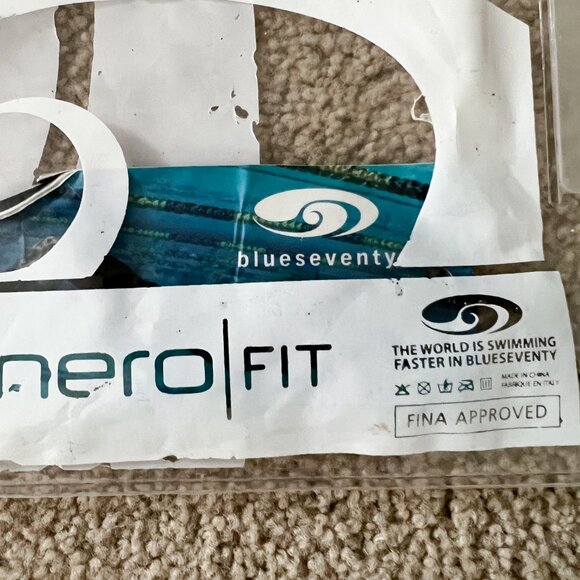 blueseventy
nero|FIT
THE WORLD IS SWIMMING
FASTER IN BLUESEVENTY
MADE IN CHINA
FABRIQUE EN ITALY
FINA APPROVED